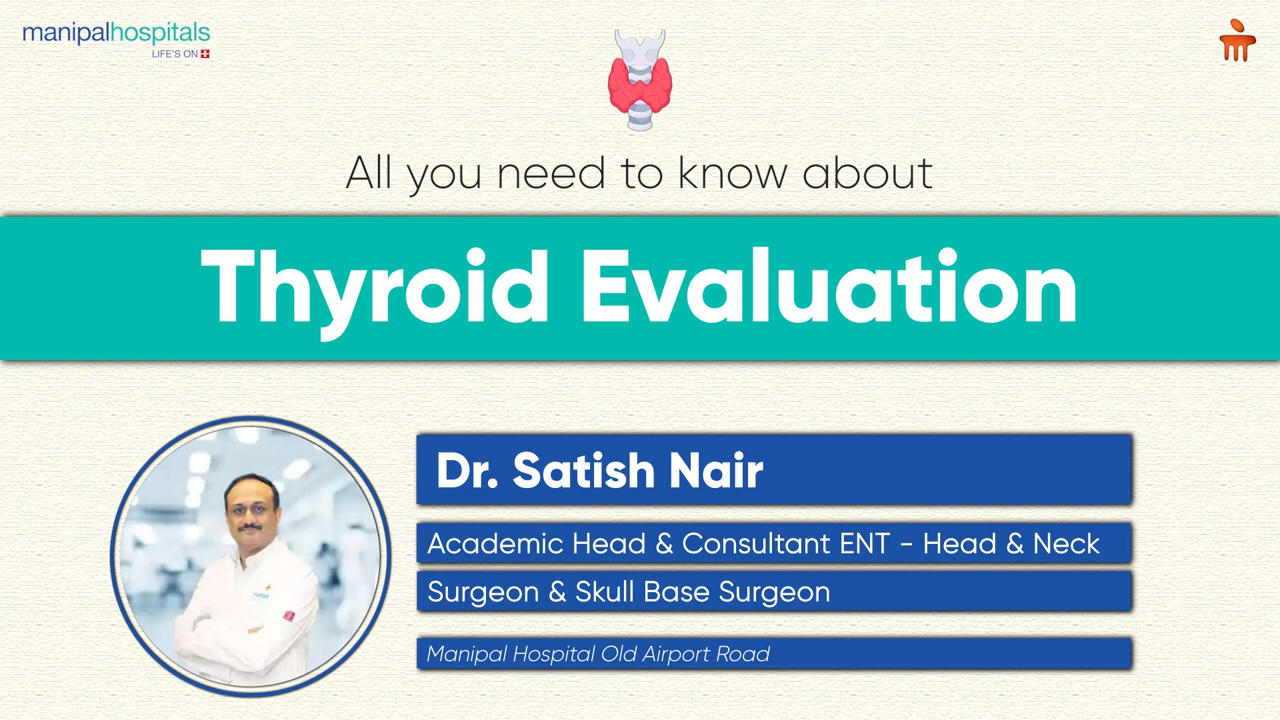 manipalhospitals
LIFE'S ON
All you need to know about
Thyroid Evaluation
Dr. Satish Nair
Academic Head & Consultant ENT - Head & Neck
Surgeon & Skull Base Surgeon
Manipal Hospital Old Airport Road